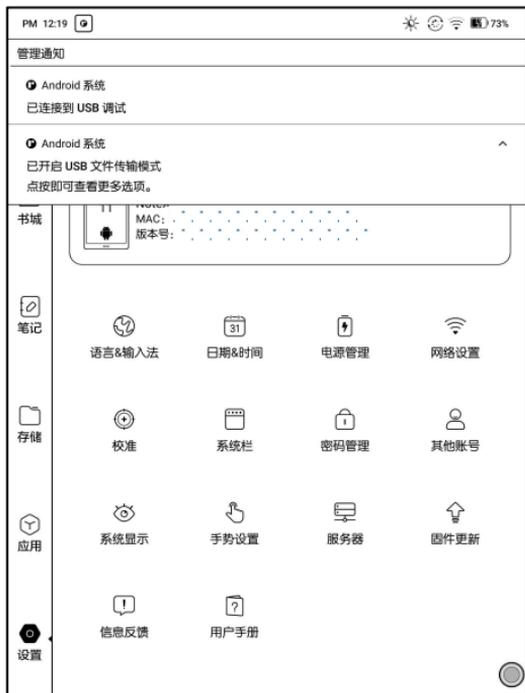 PM 12:19
73%
管理通知
Android 系统
已连接到 USB 调试
Android 系统
已开启 USB 文件传输模式
点按即可查看更多选项。
书城
MAC:
版本号:
笔记
语言&输入法
31
日期&时间
电源管理
网络设置
存储
校准
系统栏
密码管理
其他账号
应用
系统显示
手势设置
服务器
固件更新
设置
信息反馈
用户手册